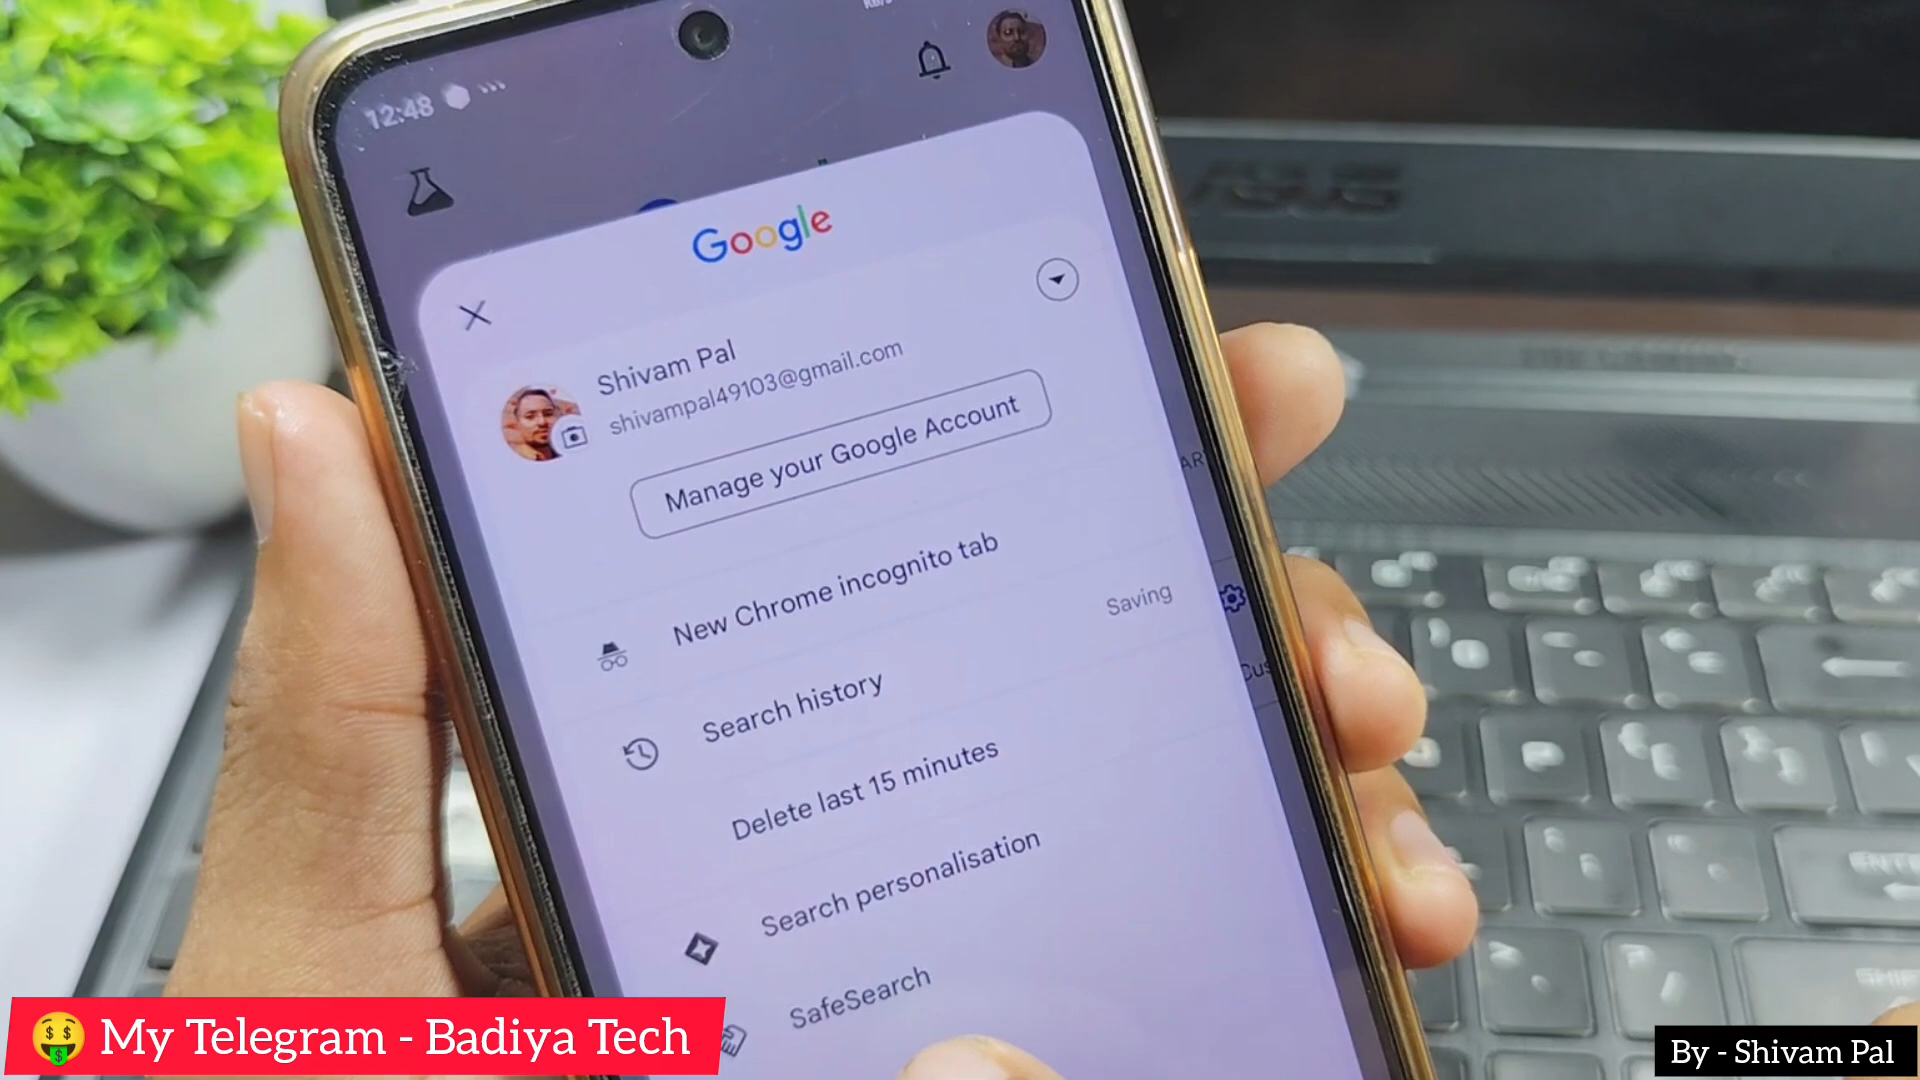 12:48
Google
Shivam Pal
shivampal49103@gmail.com
Manage your Google Account
New Chrome incognito tab
Search history
Saving
Delete last 15 minutes
Search personalisation
SafeSearch
ASUS
🤑 My Telegram - Badiya Tech
By - Shivam Pal